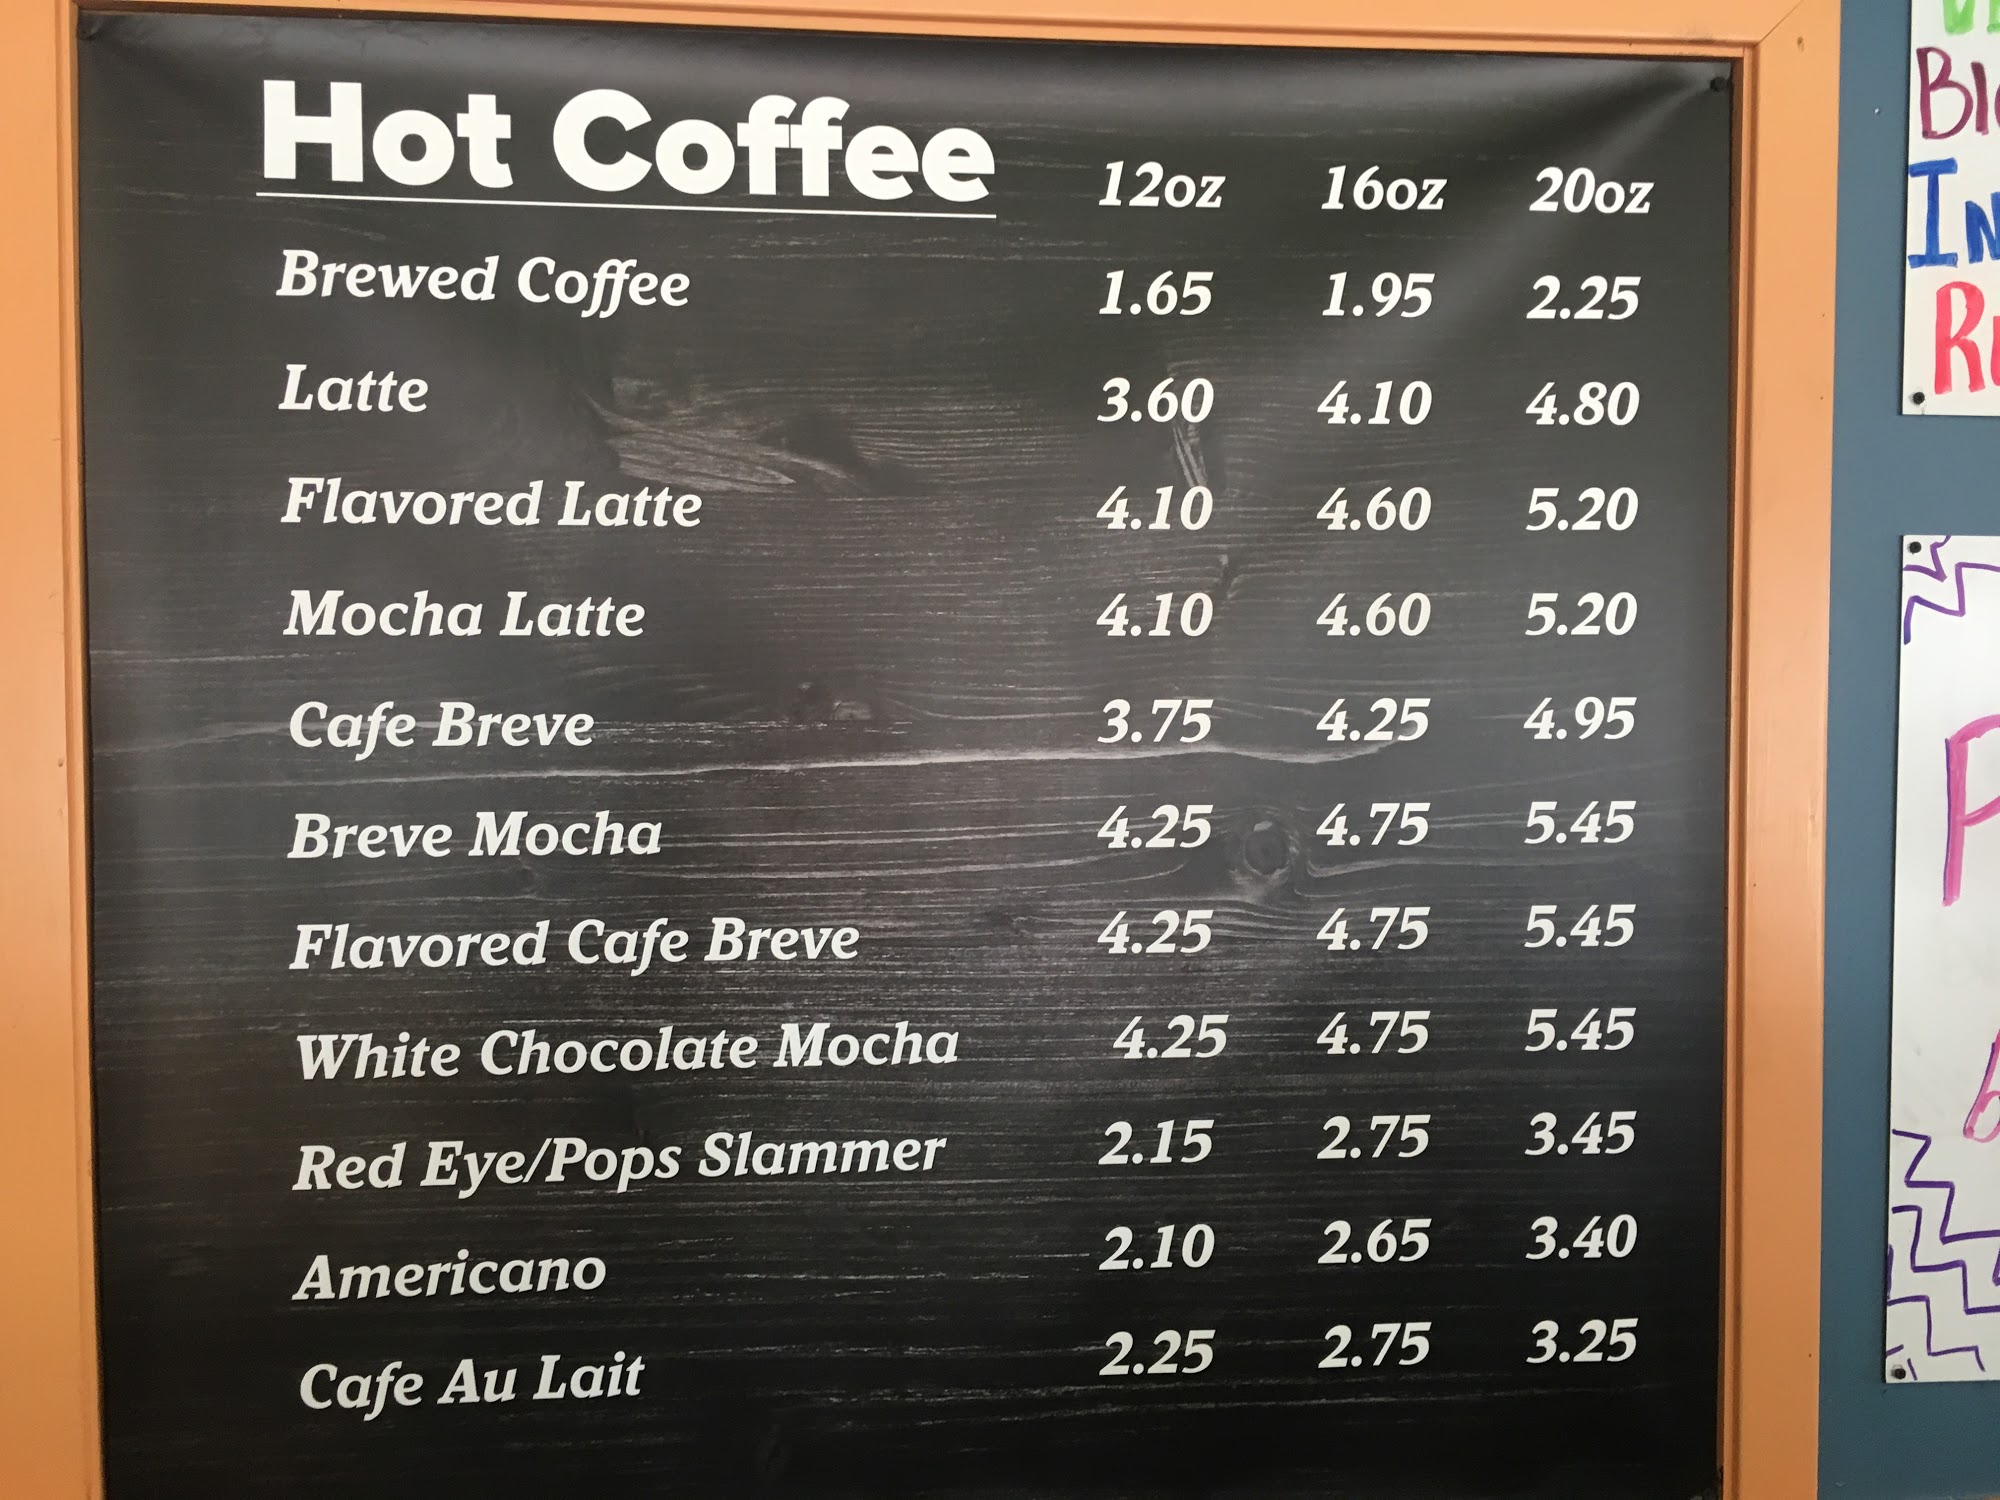 Hot Coffee 12oz 16oz 20oz
Brewed Coffee 1.65 1.95 2.25
Latte 3.60 4.10 4.80
Flavored Latte 4.10 4.60 5.20
Mocha Latte 4.10 4.60 5.20
Cafe Breve 3.75 4.25 4.95
Breve Mocha 4.25 4.75 5.45
Flavored Cafe Breve 4.25 4.75 5.45
White Chocolate Mocha 4.25 4.75 5.45
Red Eye/Pops Slammer 2.15 2.75 3.45
Americano 2.10 2.65 3.40
Cafe Au Lait 2.25 2.75 3.25